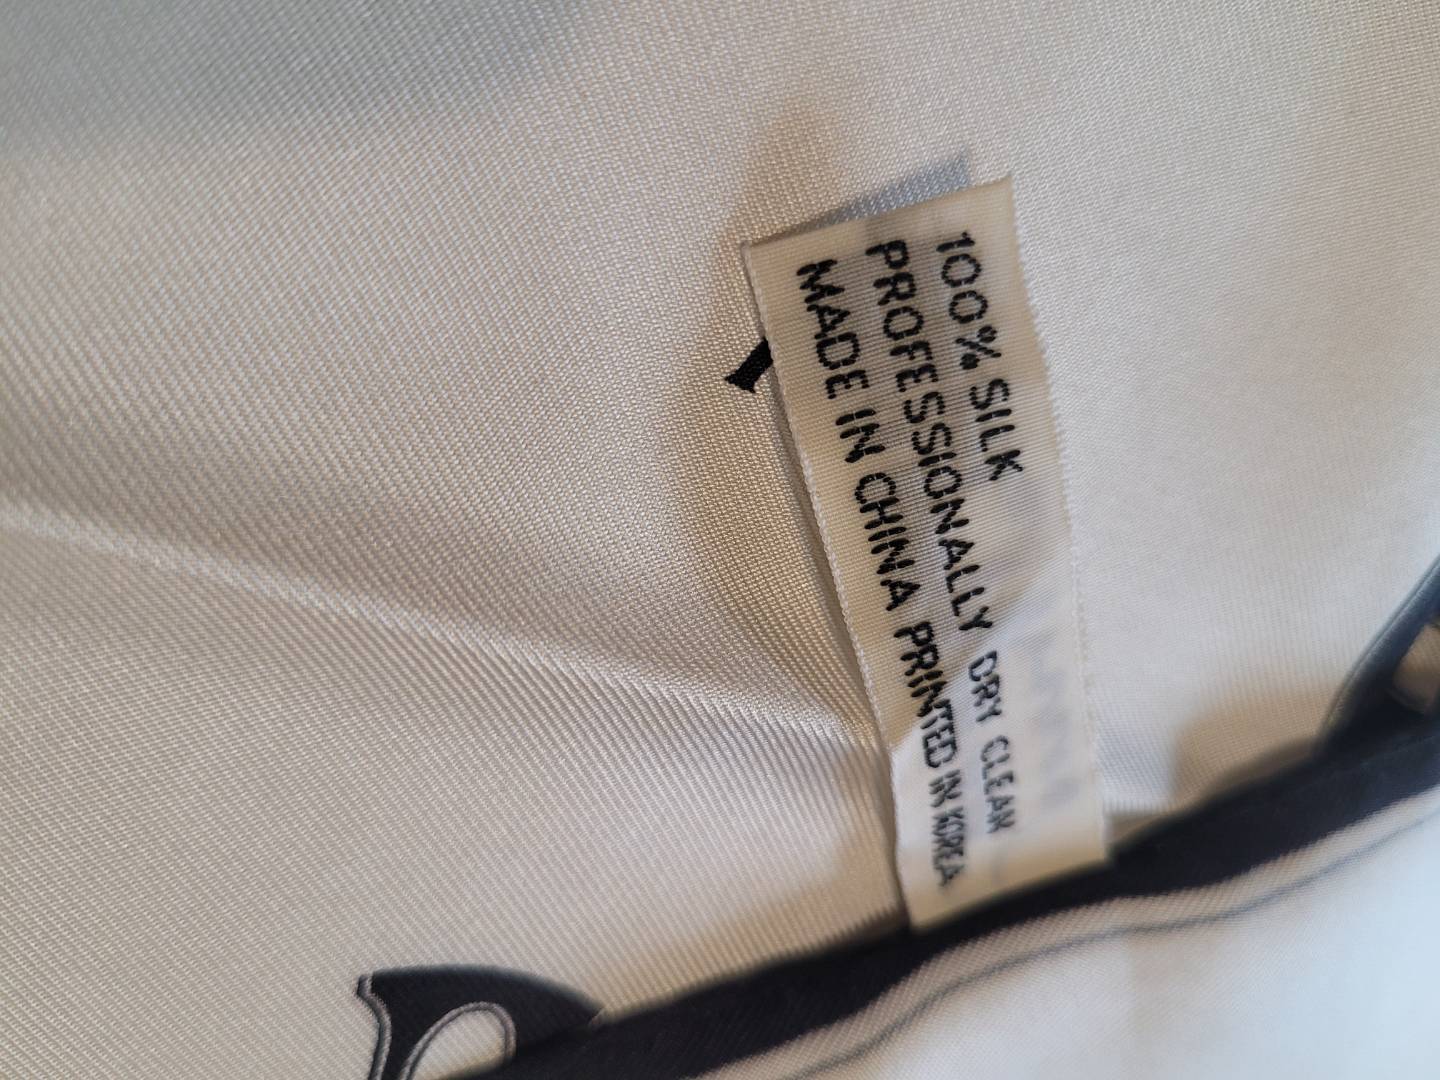 100% SILK
PROFESSIONALLY DRY CLEAN
MADE IN CHINA PRINTED IN KOREA